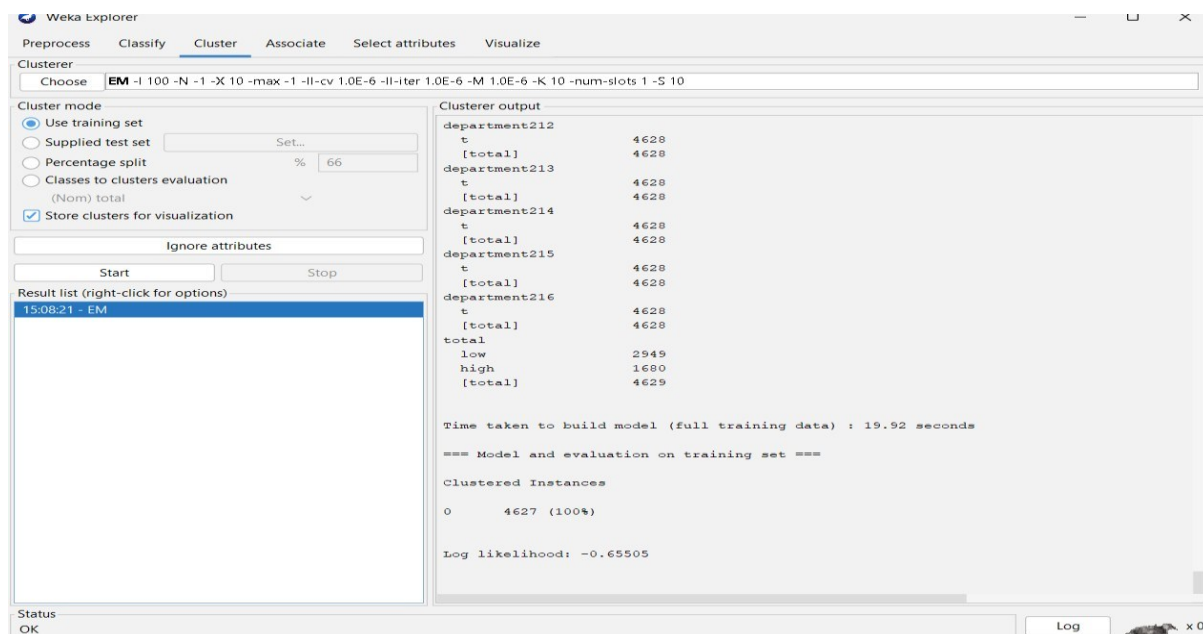 Weka Explorer
Preprocess Classify Cluster Associate Select attributes Visualize
Clusterer
Choose EM -I 100 -N -1 -X 10 -max -1 -ll-cv 1.0E-6 -ll-iter 1.0E-6 -M 1.0E-6 -K 10 -num-slots 1 -S 10
Cluster mode
Use training set
Supplied test set Set...
Percentage split % 66
Classes to clusters evaluation
(Nom) total
Store clusters for visualization
Ignore attributes
Start Stop
Result list (right-click for options)
15:08:21 - EM
Clusterer output
department212
t 4628
[total] 4628
department213
t 4628
[total] 4628
department214
t 4628
[total] 4628
department215
t 4628
[total] 4628
department216
t 4628
[total] 4628
total
low 2949
high 1680
[total] 4629
Time taken to build model (full training data) : 19.92 seconds
=== Model and evaluation on training set ===
Clustered Instances
0 4627 (100%)
Log likelihood: -0.65505
Status
OK
Log x 0